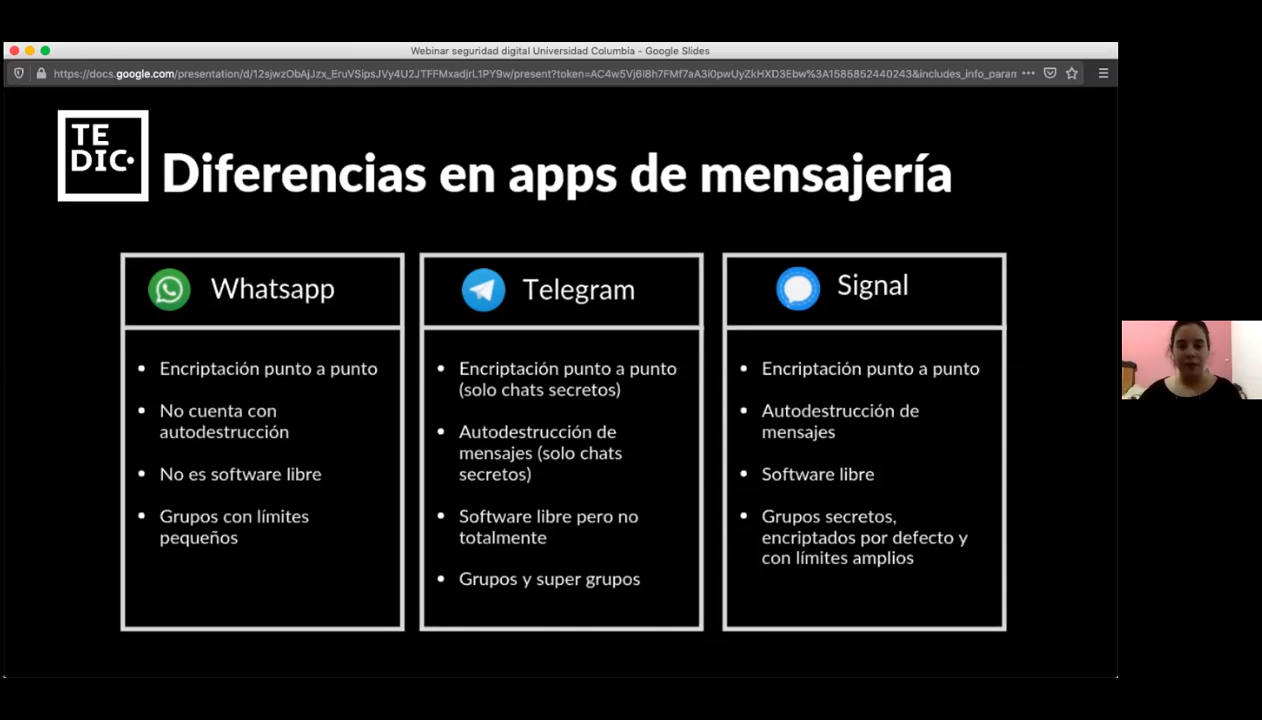 Webinar seguridad digital Universidad Columbia - Google Slides
https://docs.google.com/presentation/d/12sjwzObAjJzx_EruVSipsJVy4U2JTFFMxadjrL1PY9w/present?token=AC4w5Vj6l8h7FMf7aA3i0pwUyZkHXD3Ebw%3A1585852440243&includes_info_param
TE
DIC.
Diferencias en apps de mensajería
Whatsapp
• Encriptación punto a punto
• No cuenta con
autodestrucción
• No es software libre
• Grupos con límites
pequeños
Telegram
• Encriptación punto a punto
(solo chats secretos)
• Autodestrucción de
mensajes (solo chats
secretos)
• Software libre pero no
totalmente
• Grupos y super grupos
Signal
• Encriptación punto a punto
• Autodestrucción de
mensajes
• Software libre
• Grupos secretos,
encriptados por defecto y
con límites amplios